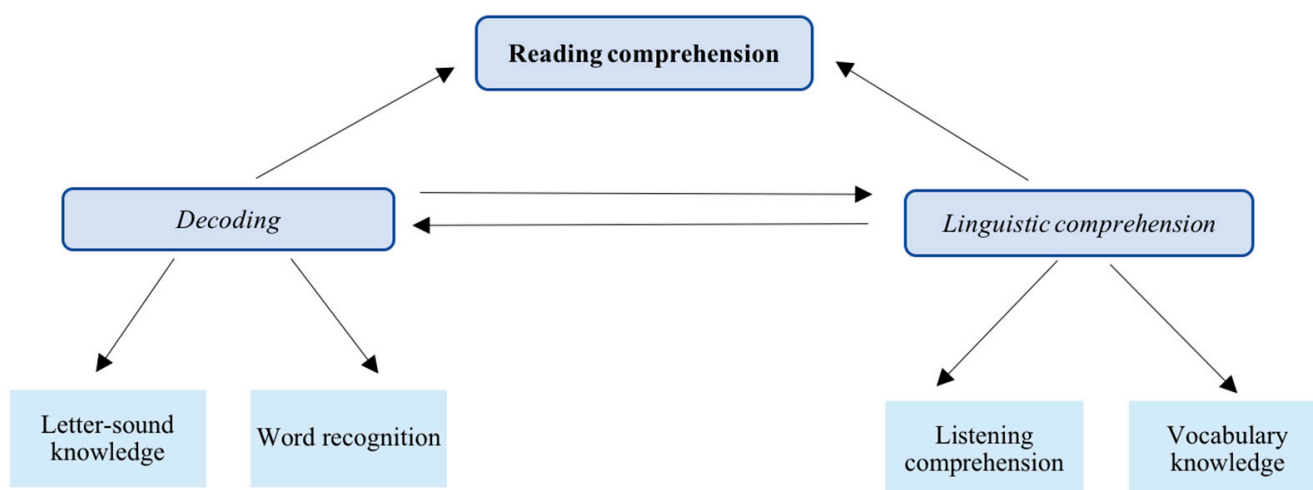 Reading comprehension
Decoding
Linguistic comprehension
Letter-sound
knowledge
Word recognition
Listening
comprehension
Vocabulary
knowledge